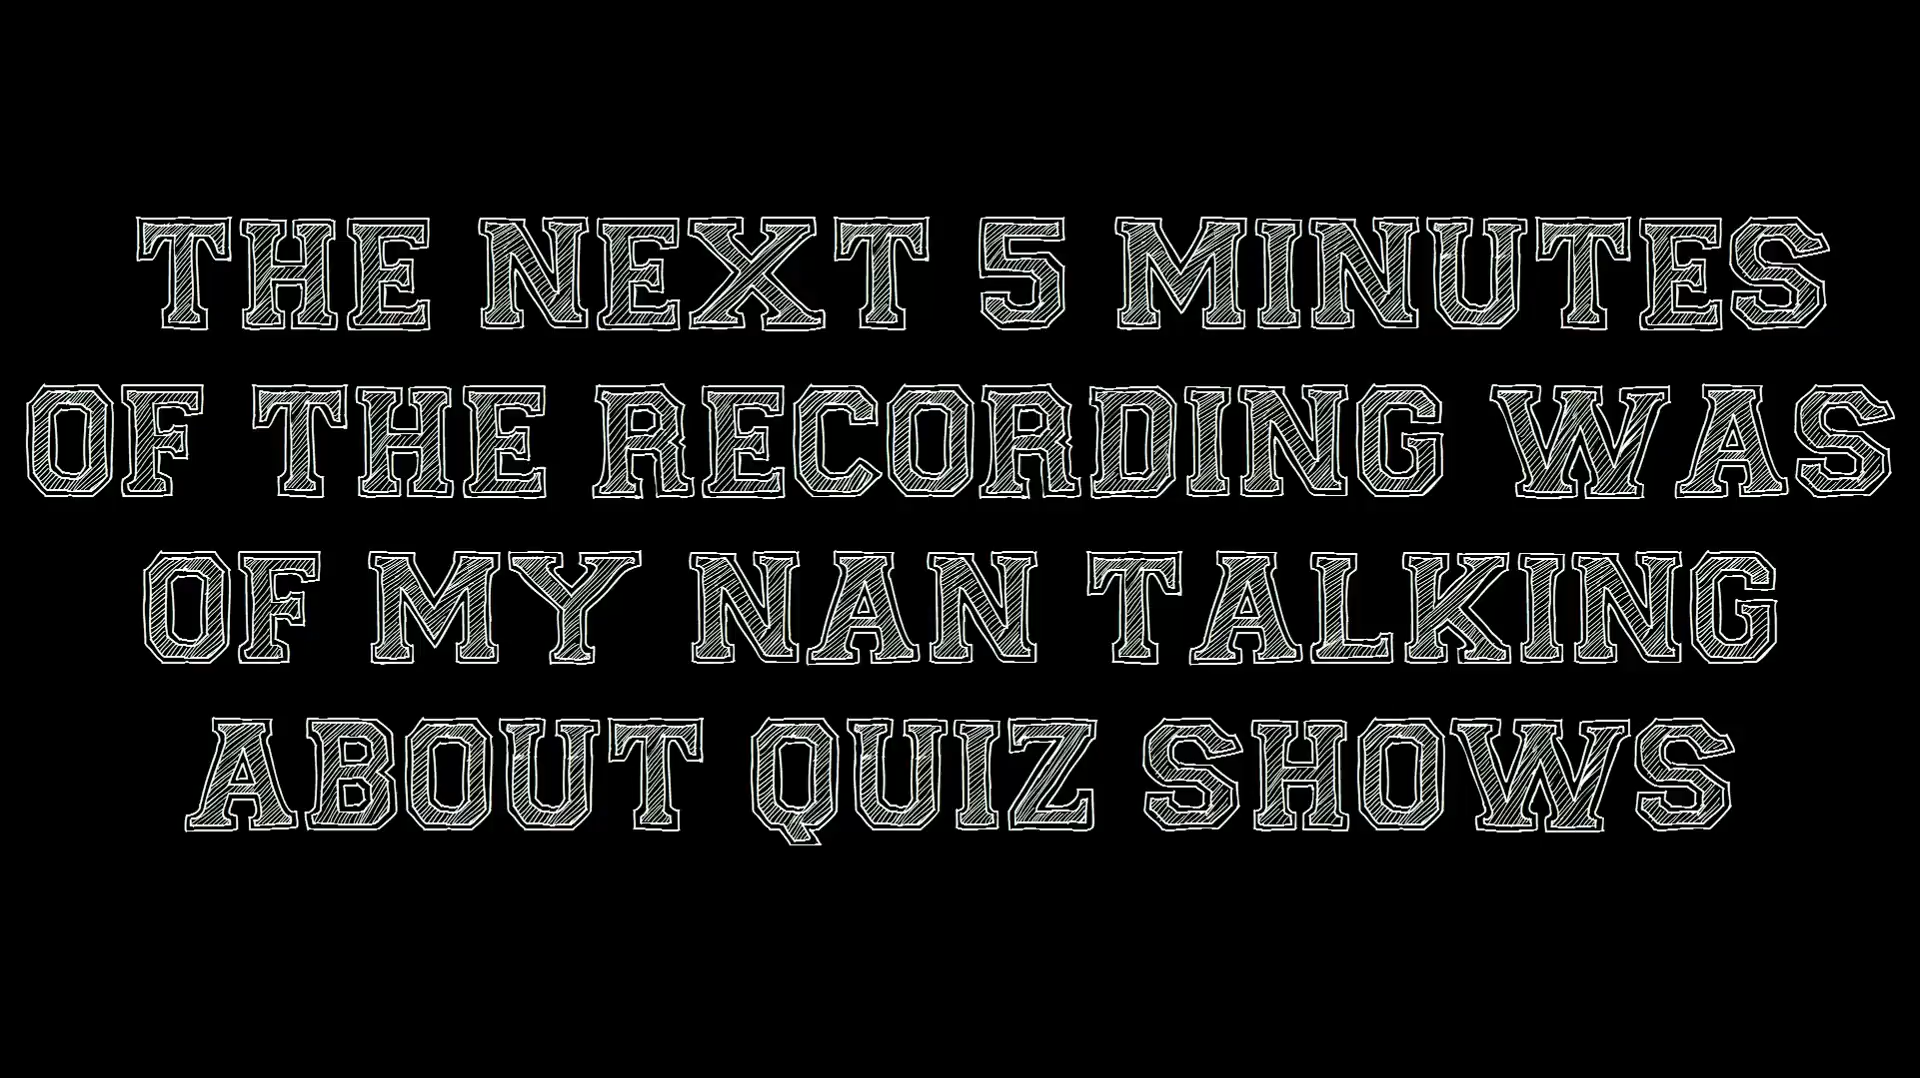 THE NEXT 5 MINUTES
OF THE RECORDING WAS
OF MY NAN TALKING
ABOUT QUIZ SHOWS